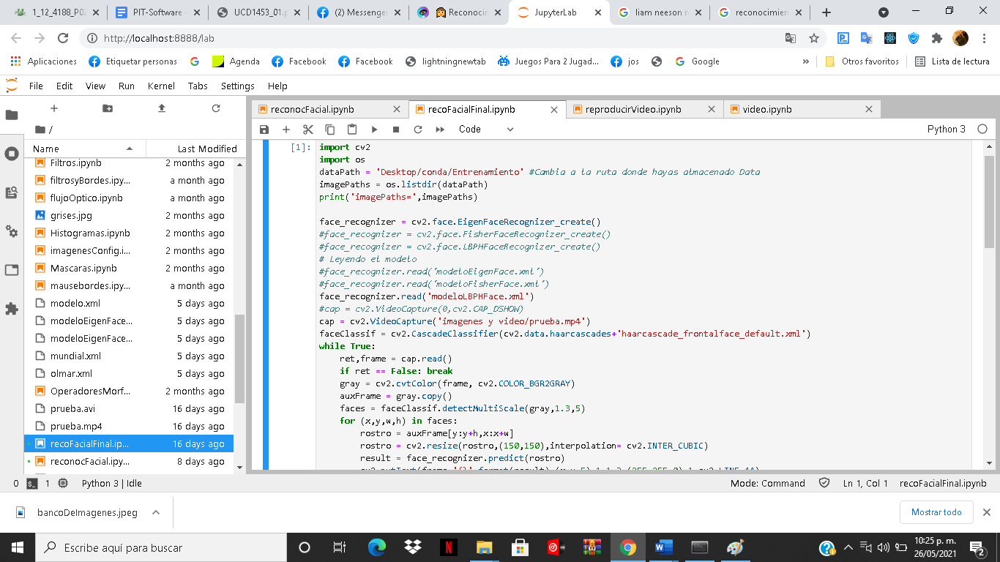 1_12_4188_P02
PIT-Software -
UCD1453_01.p
(2) Messenger
Reconocin
JupyterLab
liam neeson n
reconocimien
http://localhost:8888/lab
Aplicaciones
Etiquetar personas
Agenda
Facebook
Facebook
lightningnewtab
Juegos Para 2 Jugad...
jos
Google
»
Otros favoritos
Lista de lectura
File Edit View Run Kernel Tabs Settings Help
reconocFacial.ipynb
recoFacialFinal.ipynb
reproducirVideo.ipynb
video.ipynb
/
Code
Python 3
Name
Last Modified
Filtros.ipynb 2 months ago
filtrosyBordes.ipy... a month ago
flujoOptico.ipynb a month ago
grises.jpg 2 months ago
Histogramas.ipynb 2 months ago
imagenesConfig.i... 2 months ago
Mascaras.ipynb 2 months ago
mausebordes.ipy... a month ago
modelo.xml 5 days ago
modeloEigenFace... 5 days ago
modeloEigenFace... 5 days ago
mundial.xml 5 days ago
olmar.xml 5 days ago
OperadoresMorf... 2 months ago
prueba.avi 16 days ago
prueba.mp4 16 days ago
recoFacialFinal.ip... 16 days ago
reconocFacial.ipy... 8 days ago
[1]:
import cv2
import os
dataPath = 'Desktop/conda/Entrenamiento' #Cambia a la ruta donde hayas almacenado Data
imagePaths = os.listdir(dataPath)
print('imagePaths=',imagePaths)
face_recognizer = cv2.face.EigenFaceRecognizer_create()
#face_recognizer = cv2.face.FisherFaceRecognizer_create()
#face_recognizer = cv2.face.LBPHFaceRecognizer_create()
# Leyendo el modelo
#face_recognizer.read('modeloEigenFace.xml')
#face_recognizer.read('modeloFisherFace.xml')
face_recognizer.read('modeloLBPHFace.xml')
#cap = cv2.VideoCapture(0,cv2.CAP_DSHOW)
cap = cv2.VideoCapture('imagenes y video/prueba.mp4')
faceClassif = cv2.CascadeClassifier(cv2.data.haarcascades+'haarcascade_frontalface_default.xml')
while True:
ret,frame = cap.read()
if ret == False: break
gray = cv2.cvtColor(frame, cv2.COLOR_BGR2GRAY)
auxFrame = gray.copy()
faces = faceClassif.detectMultiScale(gray,1.3,5)
for (x,y,w,h) in faces:
rostro = auxFrame[y:y+h,x:x+w]
rostro = cv2.resize(rostro,(150,150),interpolation= cv2.INTER_CUBIC)
result = face_recognizer.predict(rostro)
0
1
Python 3 | Idle
Mode: Command
Ln 1, Col 1
recoFacialFinal.ipynb
bancoDeImagenes.jpeg
Mostrar todo
Escribe aquí para buscar
10:25 p. m.
26/05/2021
2